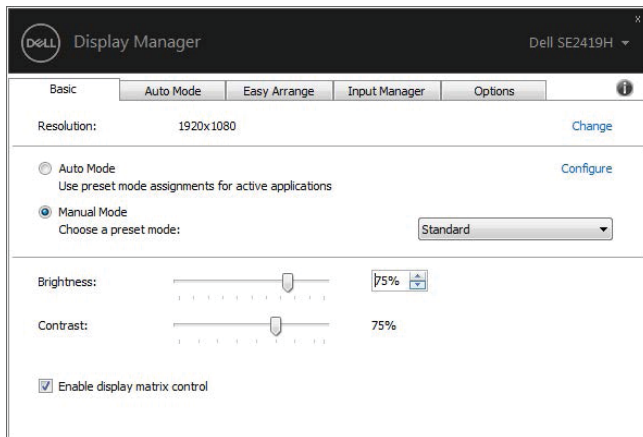 x
DELL Display Manager Dell SE2419H
Basic Auto Mode Easy Arrange Input Manager Options i
Resolution: 1920x1080 Change
Auto Mode Configure
Use preset mode assignments for active applications
Manual Mode
Choose a preset mode: Standard
Brightness: 75%
Contrast: 75%
Enable display matrix control